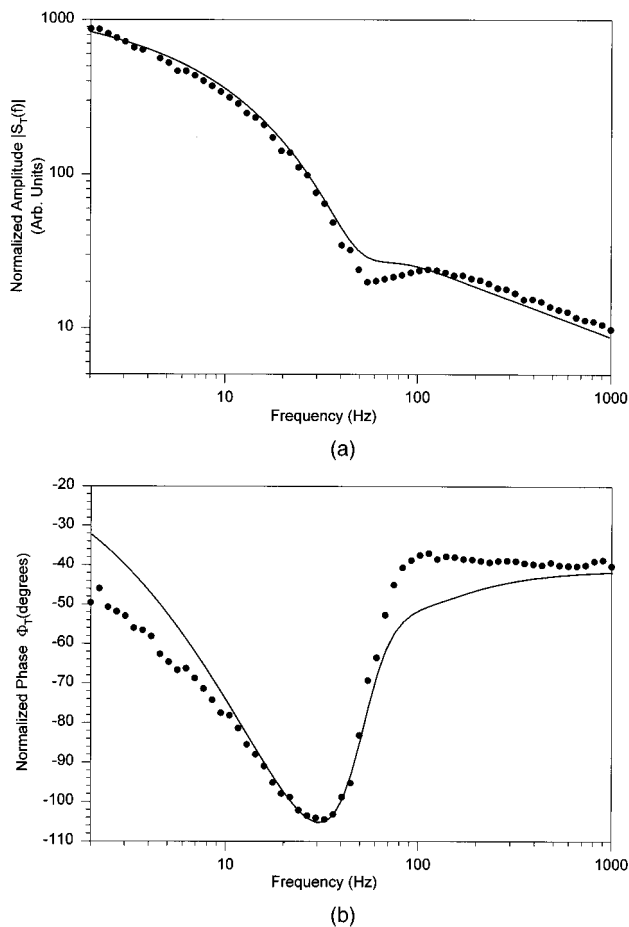 1000
100
10
Normalized Amplitude |S_T(f)|
(Arb. Units)
10
100
1000
Frequency (Hz)
(a)
-20
-30
-40
-50
-60
-70
-80
-90
-100
-110
Normalized Phase Φ_T(degrees)
10
100
1000
Frequency (Hz)
(b)